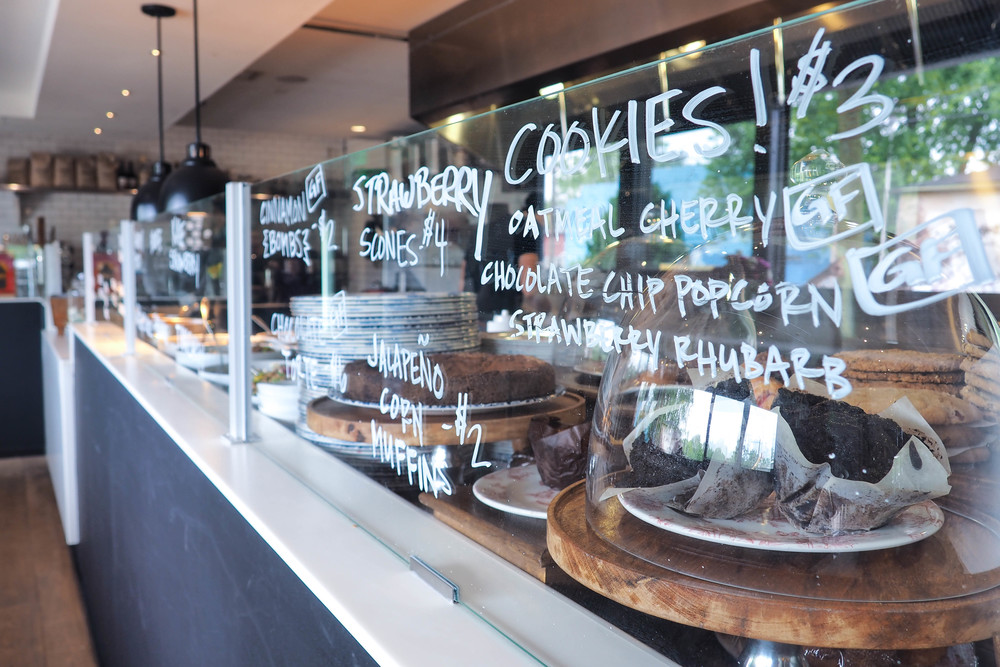 COOKIES! $3
OATMEAL CHERRY GF
CHOCOLATE CHIP POPCORN GF
STRAWBERRY RHUBARB
STRAWBERRY
SCONES $4
JALAPEÑO
CORN - $2
MUFFINS
CINNAMON GF
{BOMBS} $2